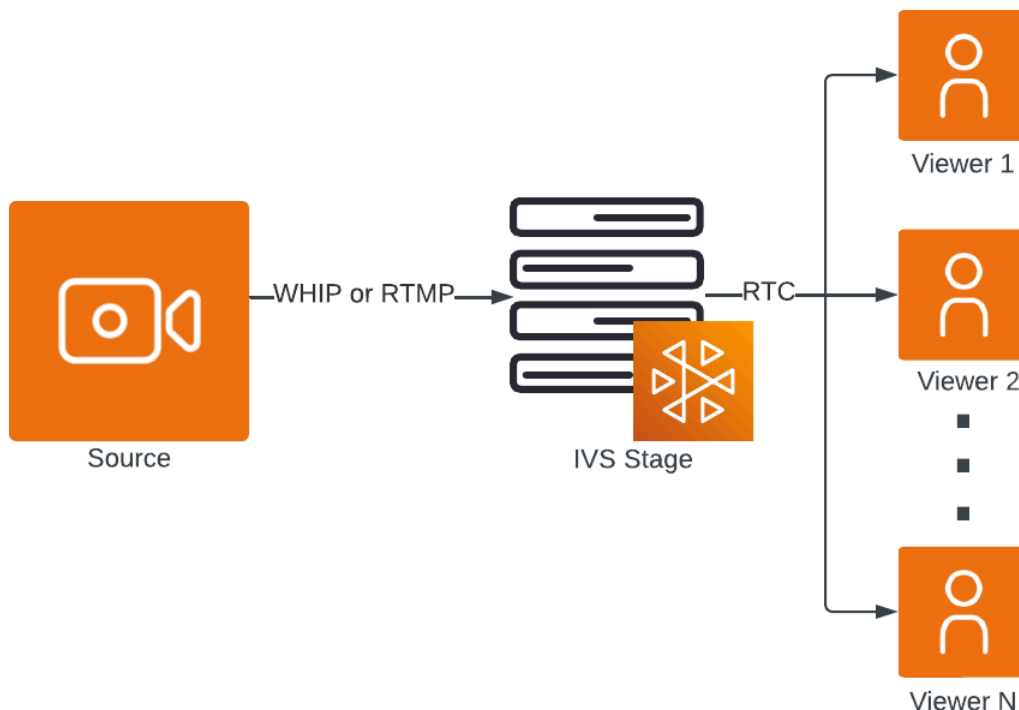 Viewer 1
WHIP or RTMP
RTC
Viewer 2
Source
IVS Stage
Viewer N